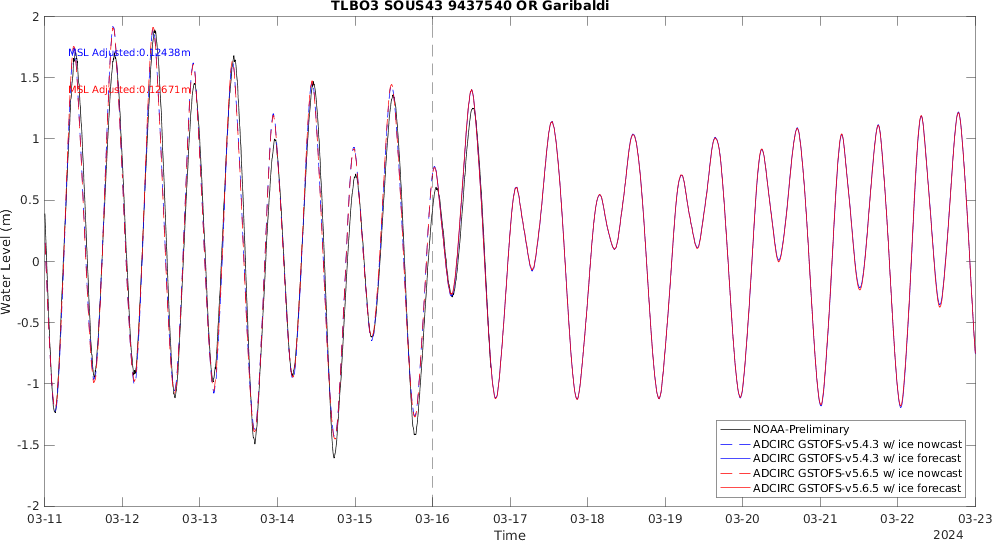 TLBO3 SOUS43 9437540 OR Garibaldi
MSL Adjusted:0.12438m
MSL Adjusted:0.12671m
Water Level (m)
2
1.5
1
0.5
0
-0.5
-1
-1.5
-2
NOAA-Preliminary
ADCIRC GSTOFS-v5.4.3 w/ ice nowcast
ADCIRC GSTOFS-v5.4.3 w/ ice forecast
ADCIRC GSTOFS-v5.6.5 w/ ice nowcast
ADCIRC GSTOFS-v5.6.5 w/ ice forecast
03-11 03-12 03-13 03-14 03-15 03-16 03-17 03-18 03-19 03-20 03-21 03-22 03-23
Time
2024